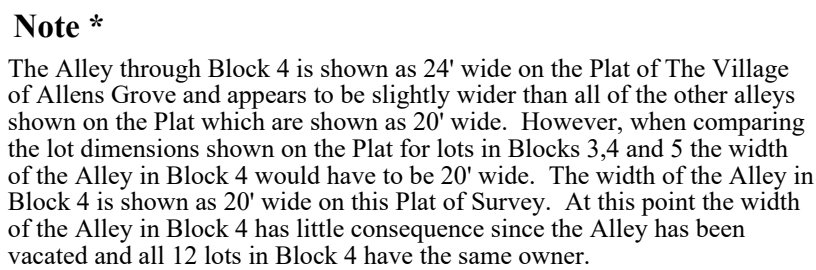 Note *
The Alley through Block 4 is shown as 24' wide on the Plat of The Village
of Allens Grove and appears to be slightly wider than all of the other alleys
shown on the Plat which are shown as 20' wide.  However, when comparing
the lot dimensions shown on the Plat for lots in Blocks 3,4 and 5 the width
of the Alley in Block 4 would have to be 20' wide.  The width of the Alley in
Block 4 is shown as 20' wide on this Plat of Survey.  At this point the width
of the Alley in Block 4 has little consequence since the Alley has been
vacated and all 12 lots in Block 4 have the same owner.